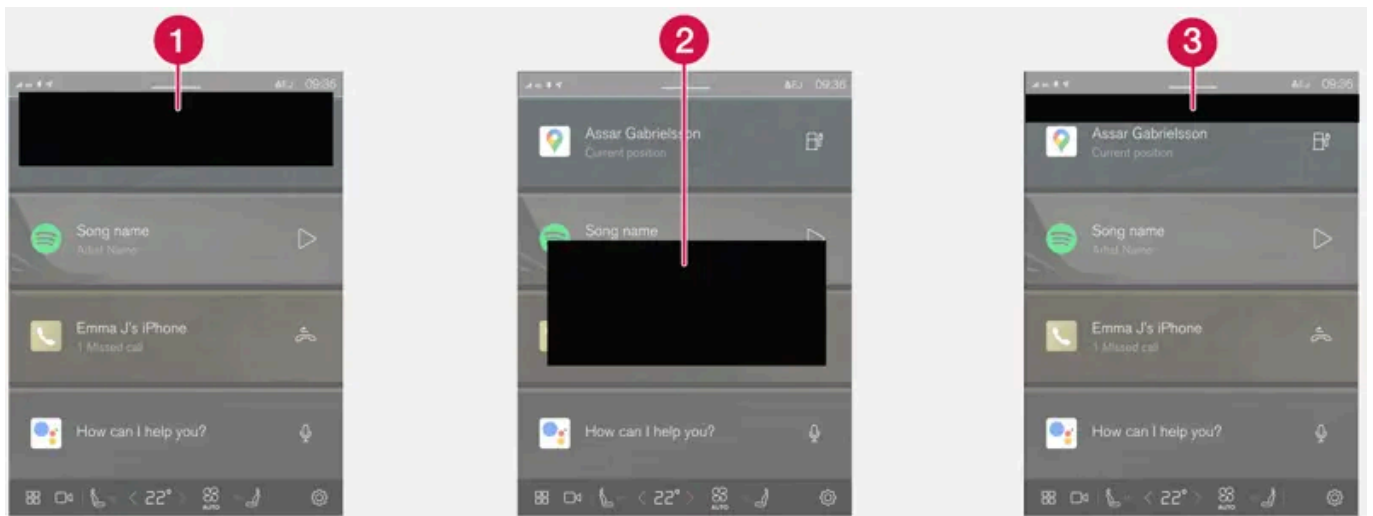 1
2
3
09:36
Song name
Artist Name
Emma J's iPhone
1 Missed call
How can I help you?
22°
AUTO
09:36
Assar Gabrielsson
Current position
Song name
How can I help you?
22°
AUTO
09:36
Assar Gabrielsson
Current position
Song name
Artist Name
Emma J's iPhone
1 Missed call
How can I help you?
22°
AUTO